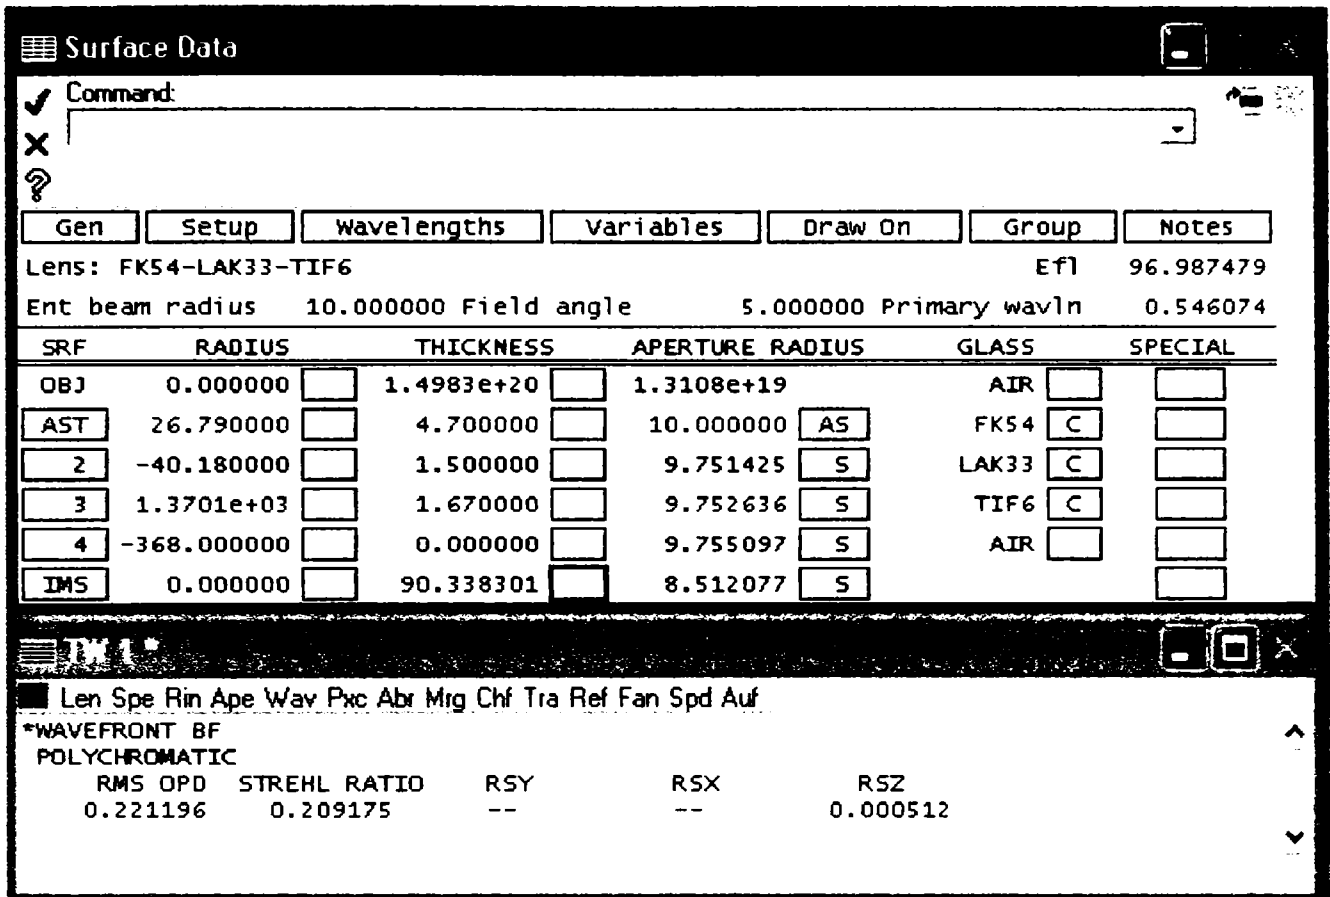 Surface Data
Command:
Gen Setup Wavelengths Variables Draw On Group Notes
Lens: FK54-LAK33-TIF6 Efl 96.987479
Ent beam radius 10.000000 Field angle 5.000000 Primary wavln 0.546074
SRF RADIUS THICKNESS APERTURE RADIUS GLASS SPECIAL
OBJ 0.000000 1.4983e+20 1.3108e+19 AIR
AST 26.790000 4.700000 10.000000 AS FK54 C
2 -40.180000 1.500000 9.751425 S LAK33 C
3 1.3701e+03 1.670000 9.752636 S TIF6 C
4 -368.000000 0.000000 9.755097 S AIR
IMS 0.000000 90.338301 8.512077 S
TW 1 *
Len Spe Rin Ape Wav Pxc Abr Mrg Chf Tra Ref Fan Spd Auf
*WAVEFRONT BF
POLYCHROMATIC
RMS OPD STREHL RATIO RSY RSX RSZ
0.221196 0.209175 -- -- 0.000512